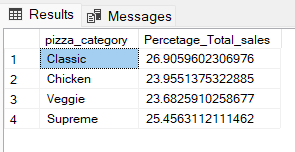 Results Messages
pizza_category Percetage_Total_sales
1 Classic 26.9059602306976
2 Chicken 23.9551375322885
3 Veggie 23.6825910258677
4 Supreme 25.4563112111462